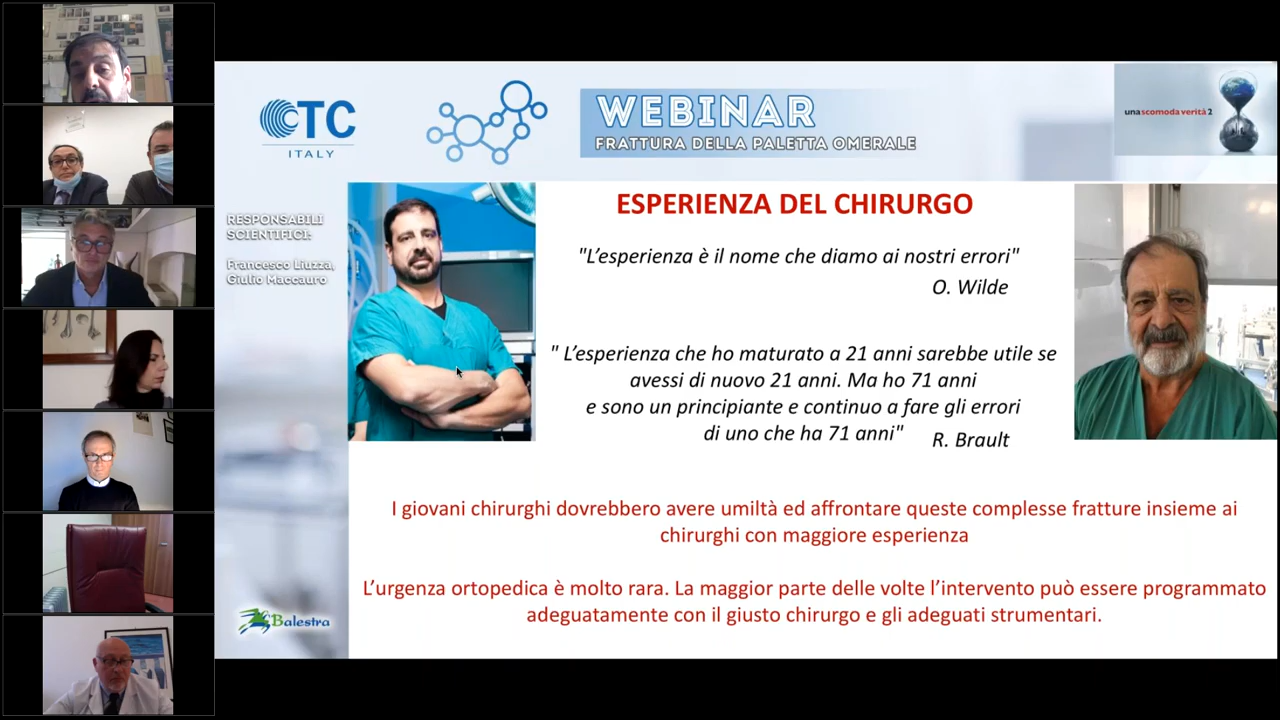 CTC
ITALY
WEBINAR
FRATTURA DELLA PALETTA OMERALE
unascomodaverità2
RESPONSABILI
SCIENTIFICI:
Francesco Liuzza,
Giulio Maccauro
ESPERIENZA DEL CHIRURGO
"L'esperienza è il nome che diamo ai nostri errori"
O. Wilde
" L'esperienza che ho maturato a 21 anni sarebbe utile se
avessi di nuovo 21 anni. Ma ho 71 anni
e sono un principiante e continuo a fare gli errori
di uno che ha 71 anni"
R. Brault
I giovani chirurghi dovrebbero avere umiltà ed affrontare queste complesse fratture insieme ai
chirurghi con maggiore esperienza
L'urgenza ortopedica è molto rara. La maggior parte delle volte l'intervento può essere programmato
adeguatamente con il giusto chirurgo e gli adeguati strumentari.
Balestra